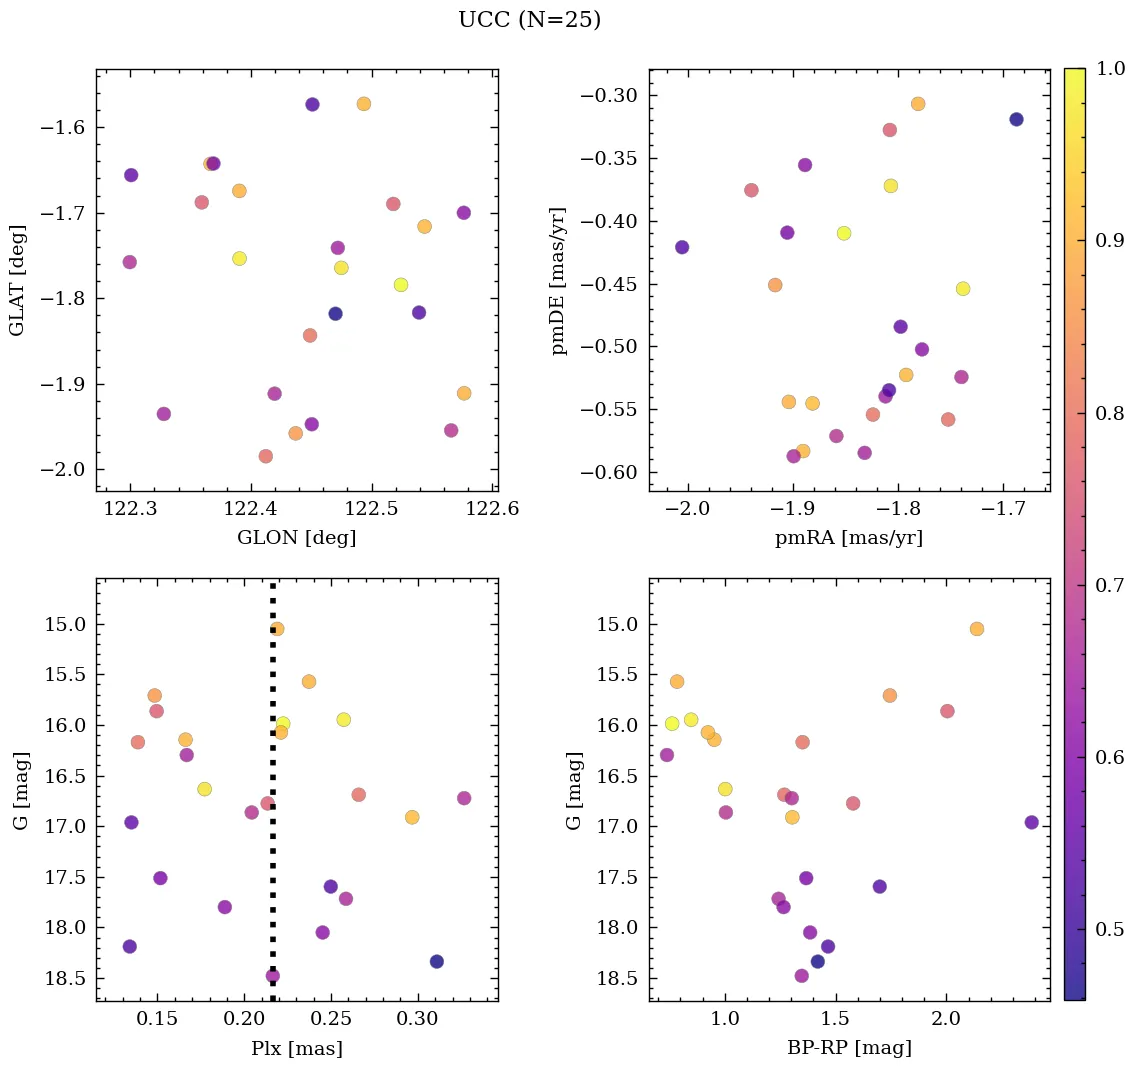 UCC (N=25)
−1.6
−1.7
−1.8
−1.9
−2.0
GLAT [deg]
122.3 122.4 122.5 122.6
GLON [deg]
−0.30
−0.35
−0.40
−0.45
−0.50
−0.55
−0.60
pmDE [mas/yr]
−2.0 −1.9 −1.8 −1.7
pmRA [mas/yr]
15.0
15.5
16.0
16.5
17.0
17.5
18.0
18.5
G [mag]
0.15 0.20 0.25 0.30
Plx [mas]
15.0
15.5
16.0
16.5
17.0
17.5
18.0
18.5
G [mag]
1.0 1.5 2.0
BP-RP [mag]
1.0
0.9
0.8
0.7
0.6
0.5